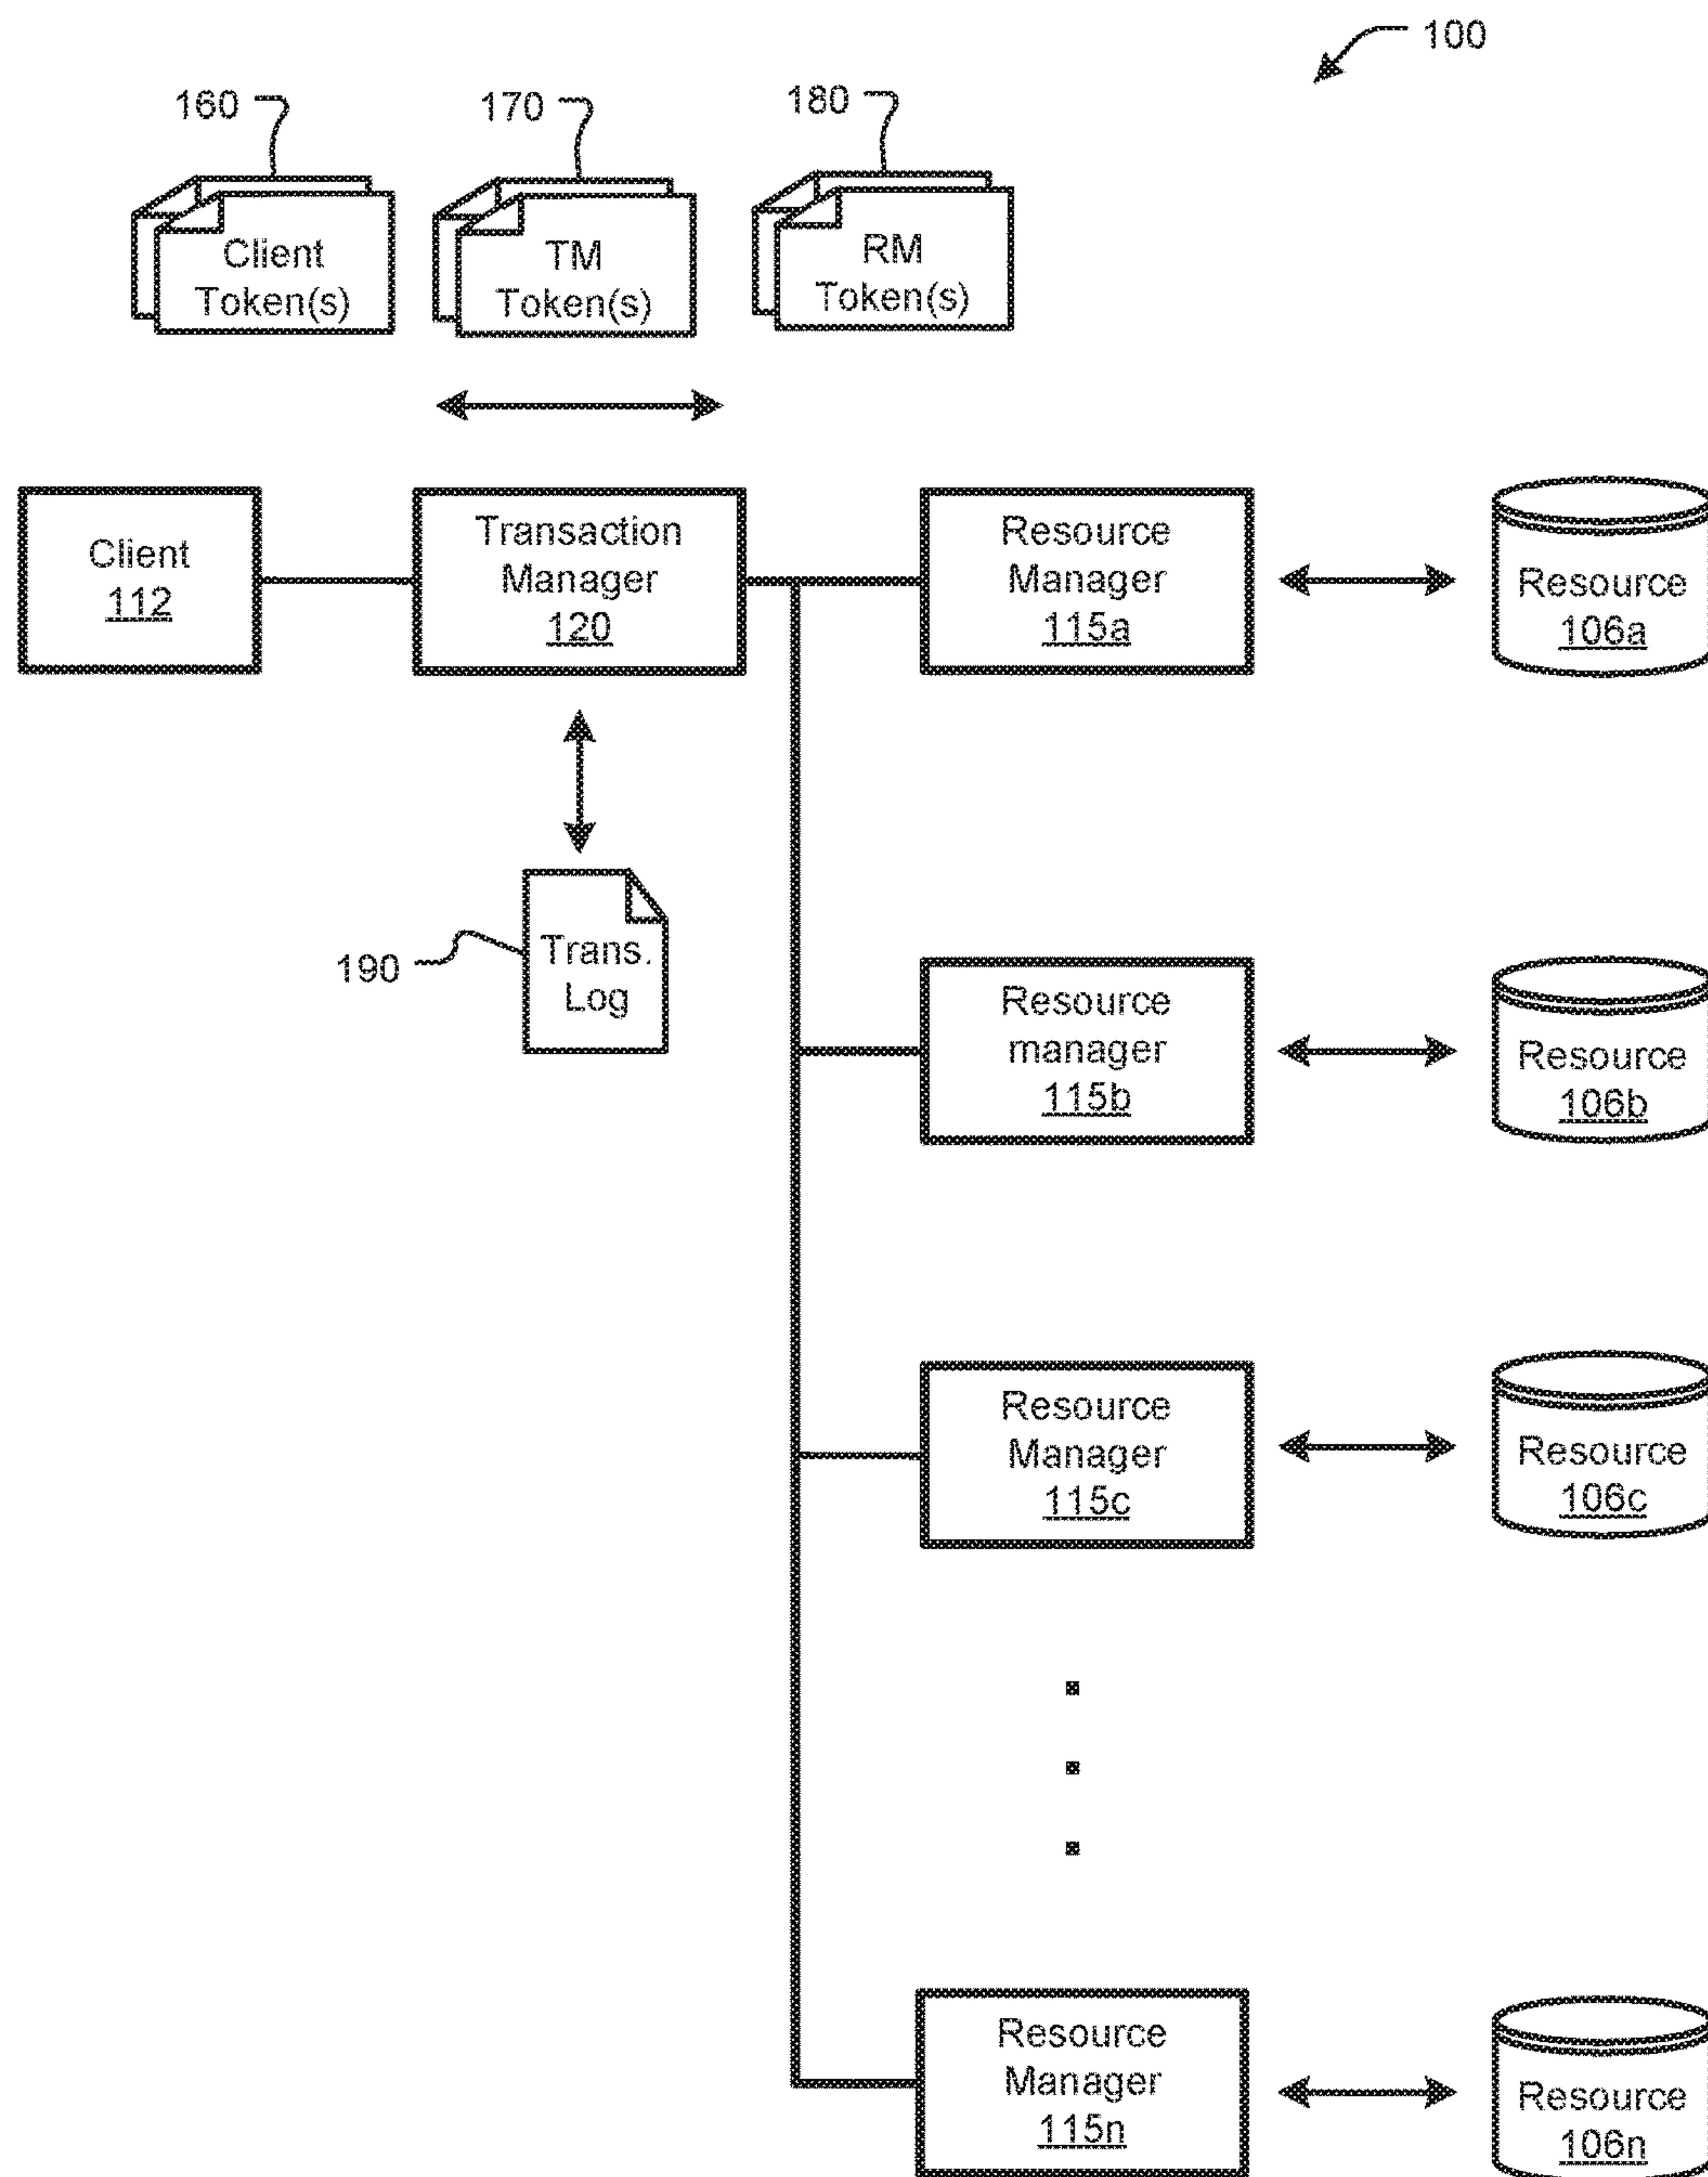 100
160
170
180
Client
Token(s)
TM
Token(s)
RM
Token(s)
Client
112
Transaction
Manager
120
Resource
Manager
115a
Resource
106a
190
Trans.
Log
Resource
manager
115b
Resource
106b
Resource
Manager
115c
Resource
106c
Resource
Manager
115n
Resource
106n